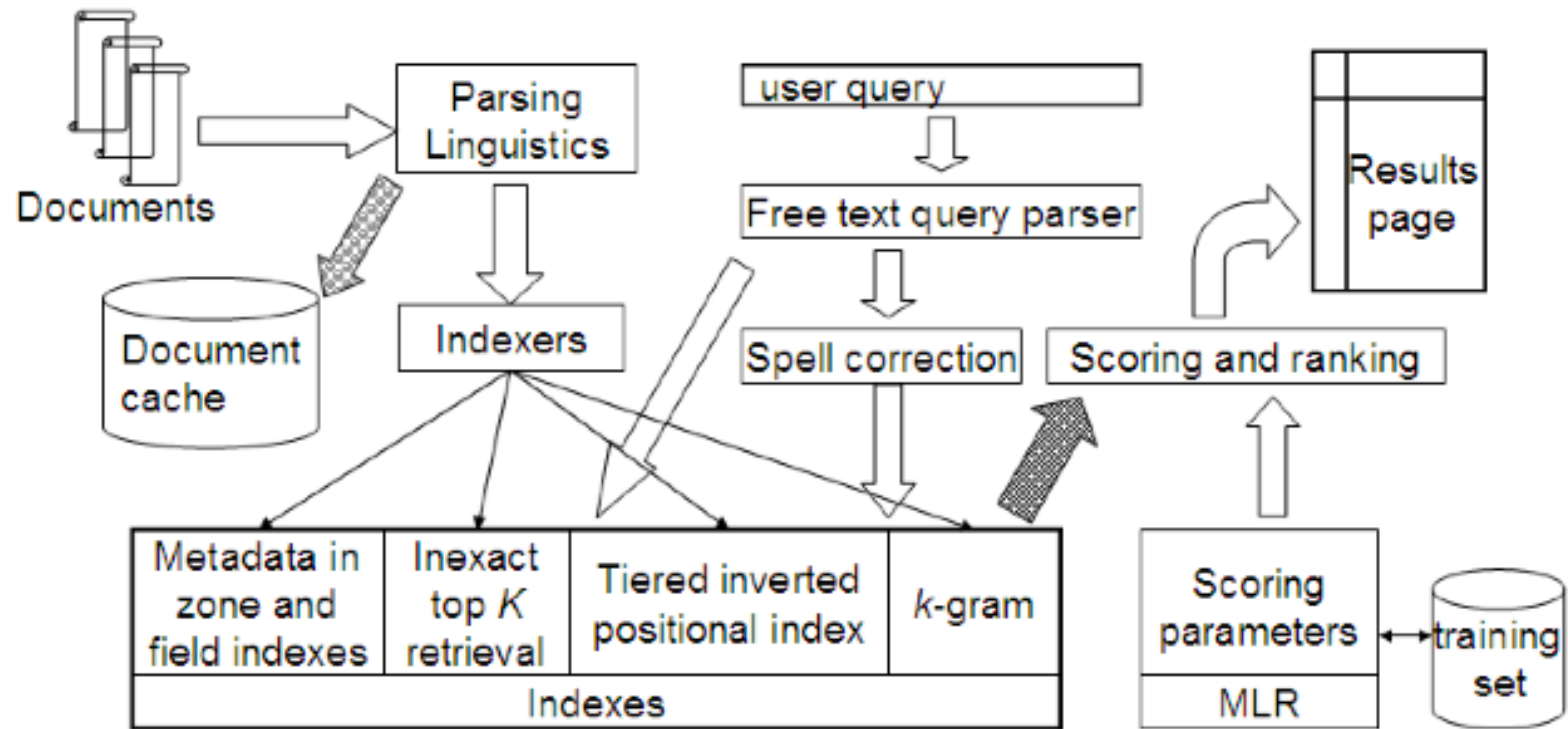 Documents
Parsing
Linguistics
user query
Free text query parser
Results
page
Document
cache
Indexers
Spell correction
Scoring and ranking
Metadata in
zone and
field indexes
Inexact
top K
retrieval
Tiered inverted
positional index
k-gram
Indexes
Scoring
parameters
MLR
training
set